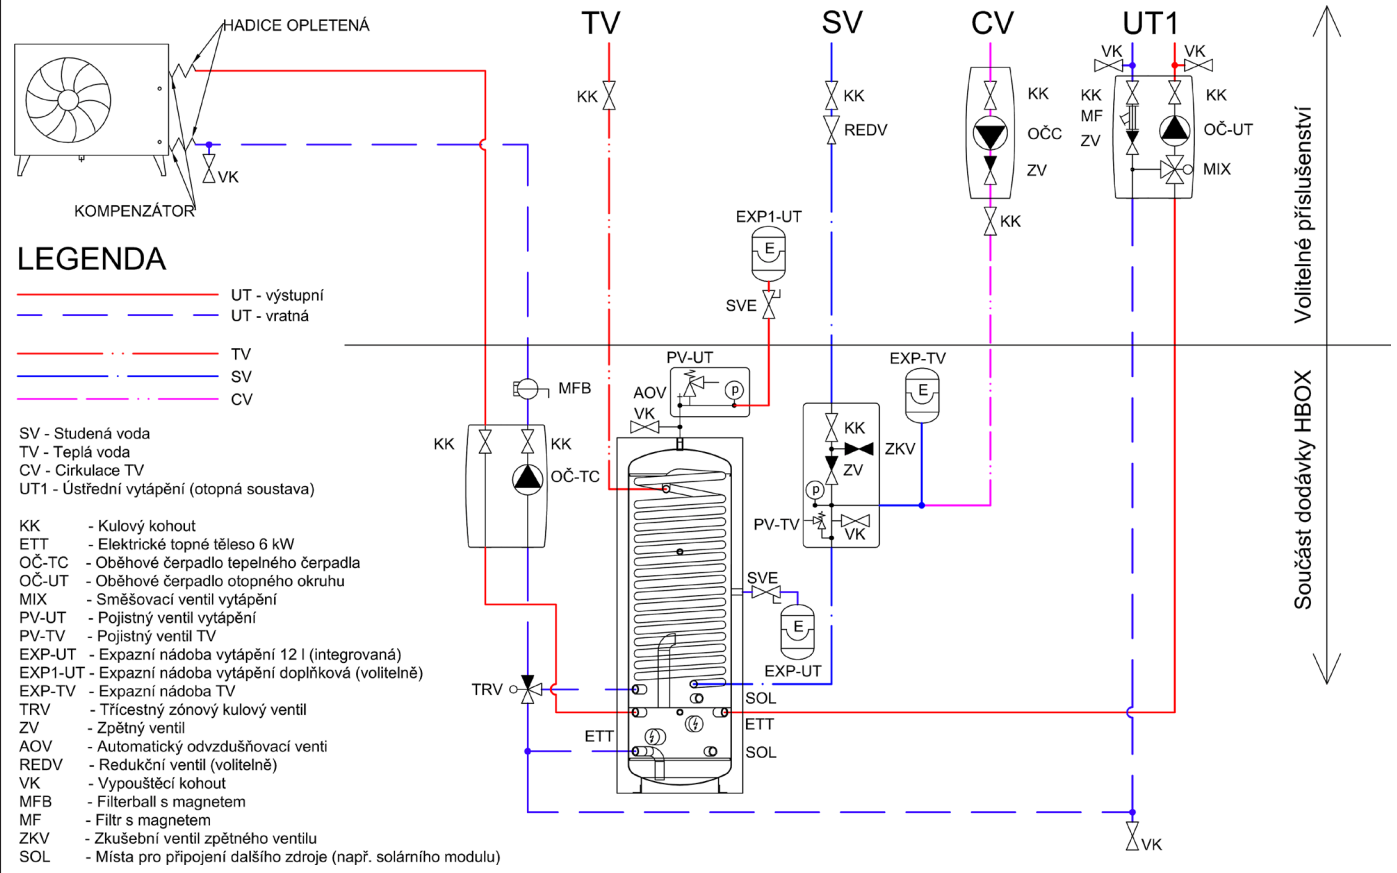 HADICE OPLETENÁ
TV
SV
CV
UT1
VK
VK
KK
KK
REDV
KK
OČC
ZV
KK
KK
MF
ZV
KK
OČ-UT
MIX
VK
KOMPENZÁTOR
EXP1-UT
E
SVE
Volitelné příslušenství
LEGENDA
UT - výstupní
UT - vratná
TV
SV
CV
SV - Studená voda
TV - Teplá voda
CV - Cirkulace TV
UT1 - Ústřední vytápění (otopná soustava)
KK - Kulový kohout
ETT - Elektrické topné těleso 6 kW
OČ-TC - Oběhové čerpadlo tepelného čerpadla
OČ-UT - Oběhové čerpadlo otopného okruhu
MIX - Směšovací ventil vytápění
PV-UT - Pojistný ventil vytápění
PV-TV - Pojistný ventil TV
EXP-UT - Expazní nádoba vytápění 12 l (integrovaná)
EXP1-UT - Expazní nádoba vytápění doplňková (volitelně)
EXP-TV - Expazní nádoba TV
TRV - Třícestný zónový kulový ventil
ZV - Zpětný ventil
AOV - Automatický odvzdušňovací venti
REDV - Redukční ventil (volitelně)
VK - Vypouštěcí kohout
MFB - Filterball s magnetem
MF - Filtr s magnetem
ZKV - Zkušební ventil zpětného ventilu
SOL - Místa pro připojení dalšího zdroje (např. solárního modulu)
MFB
KK
KK
OČ-TC
PV-UT
AOV
p
VK
EXP-TV
E
KK
ZKV
ZV
p
PV-TV
VK
SVE
E
EXP-UT
TRV
SOL
ETT
ETT
SOL
VK
Součást dodávky HBOX